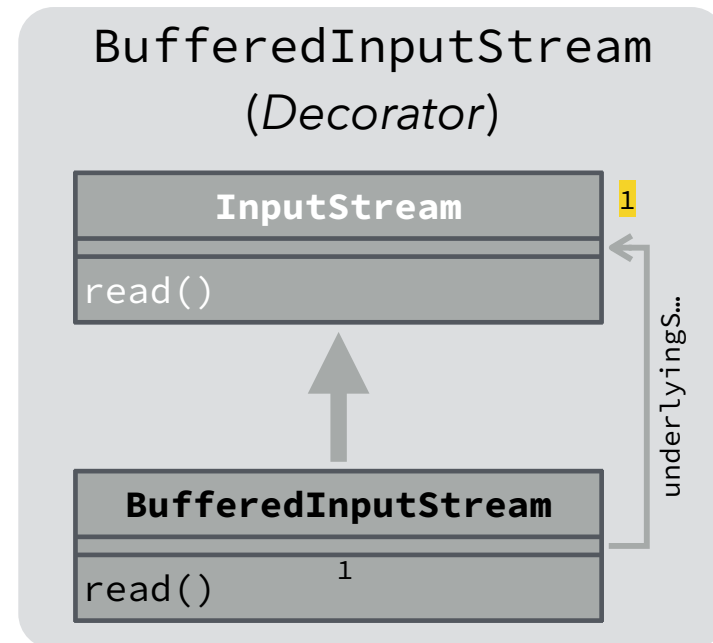 BufferedInputStream
(Decorator)
InputStream
1
read()
underlyingS…
BufferedInputStream
1
read()